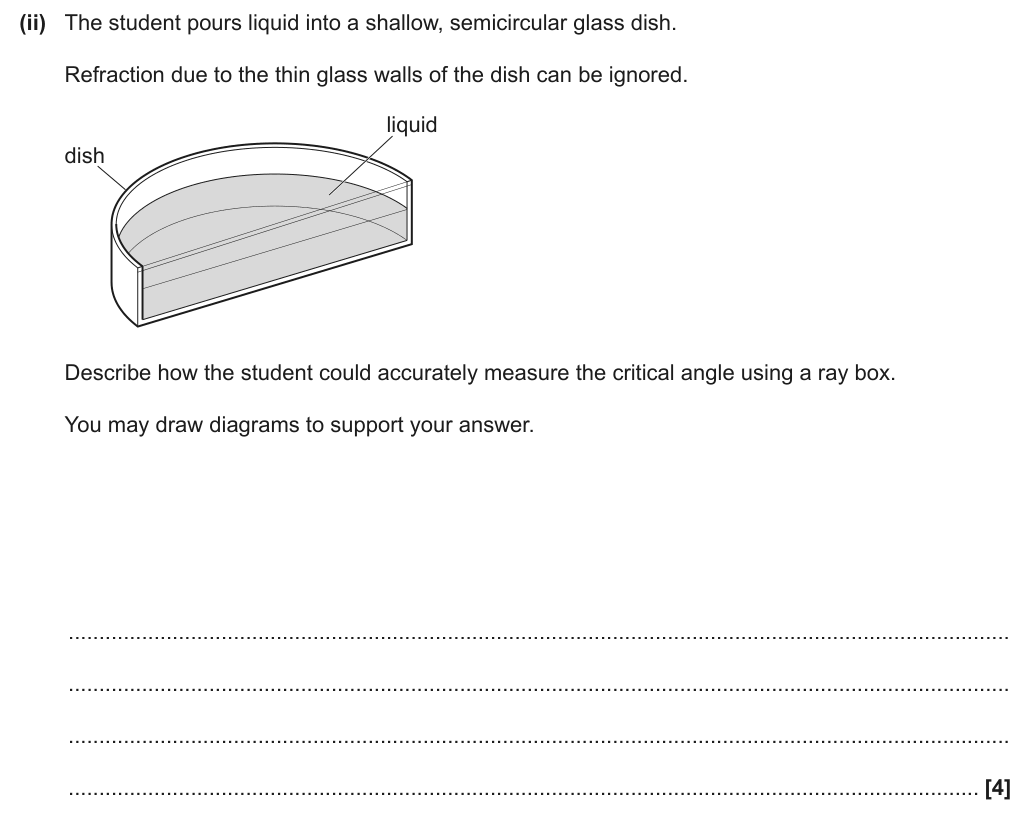 (ii) The student pours liquid into a shallow, semicircular glass dish.
Refraction due to the thin glass walls of the dish can be ignored.
liquid
dish
Describe how the student could accurately measure the critical angle using a ray box.
You may draw diagrams to support your answer.
[4]